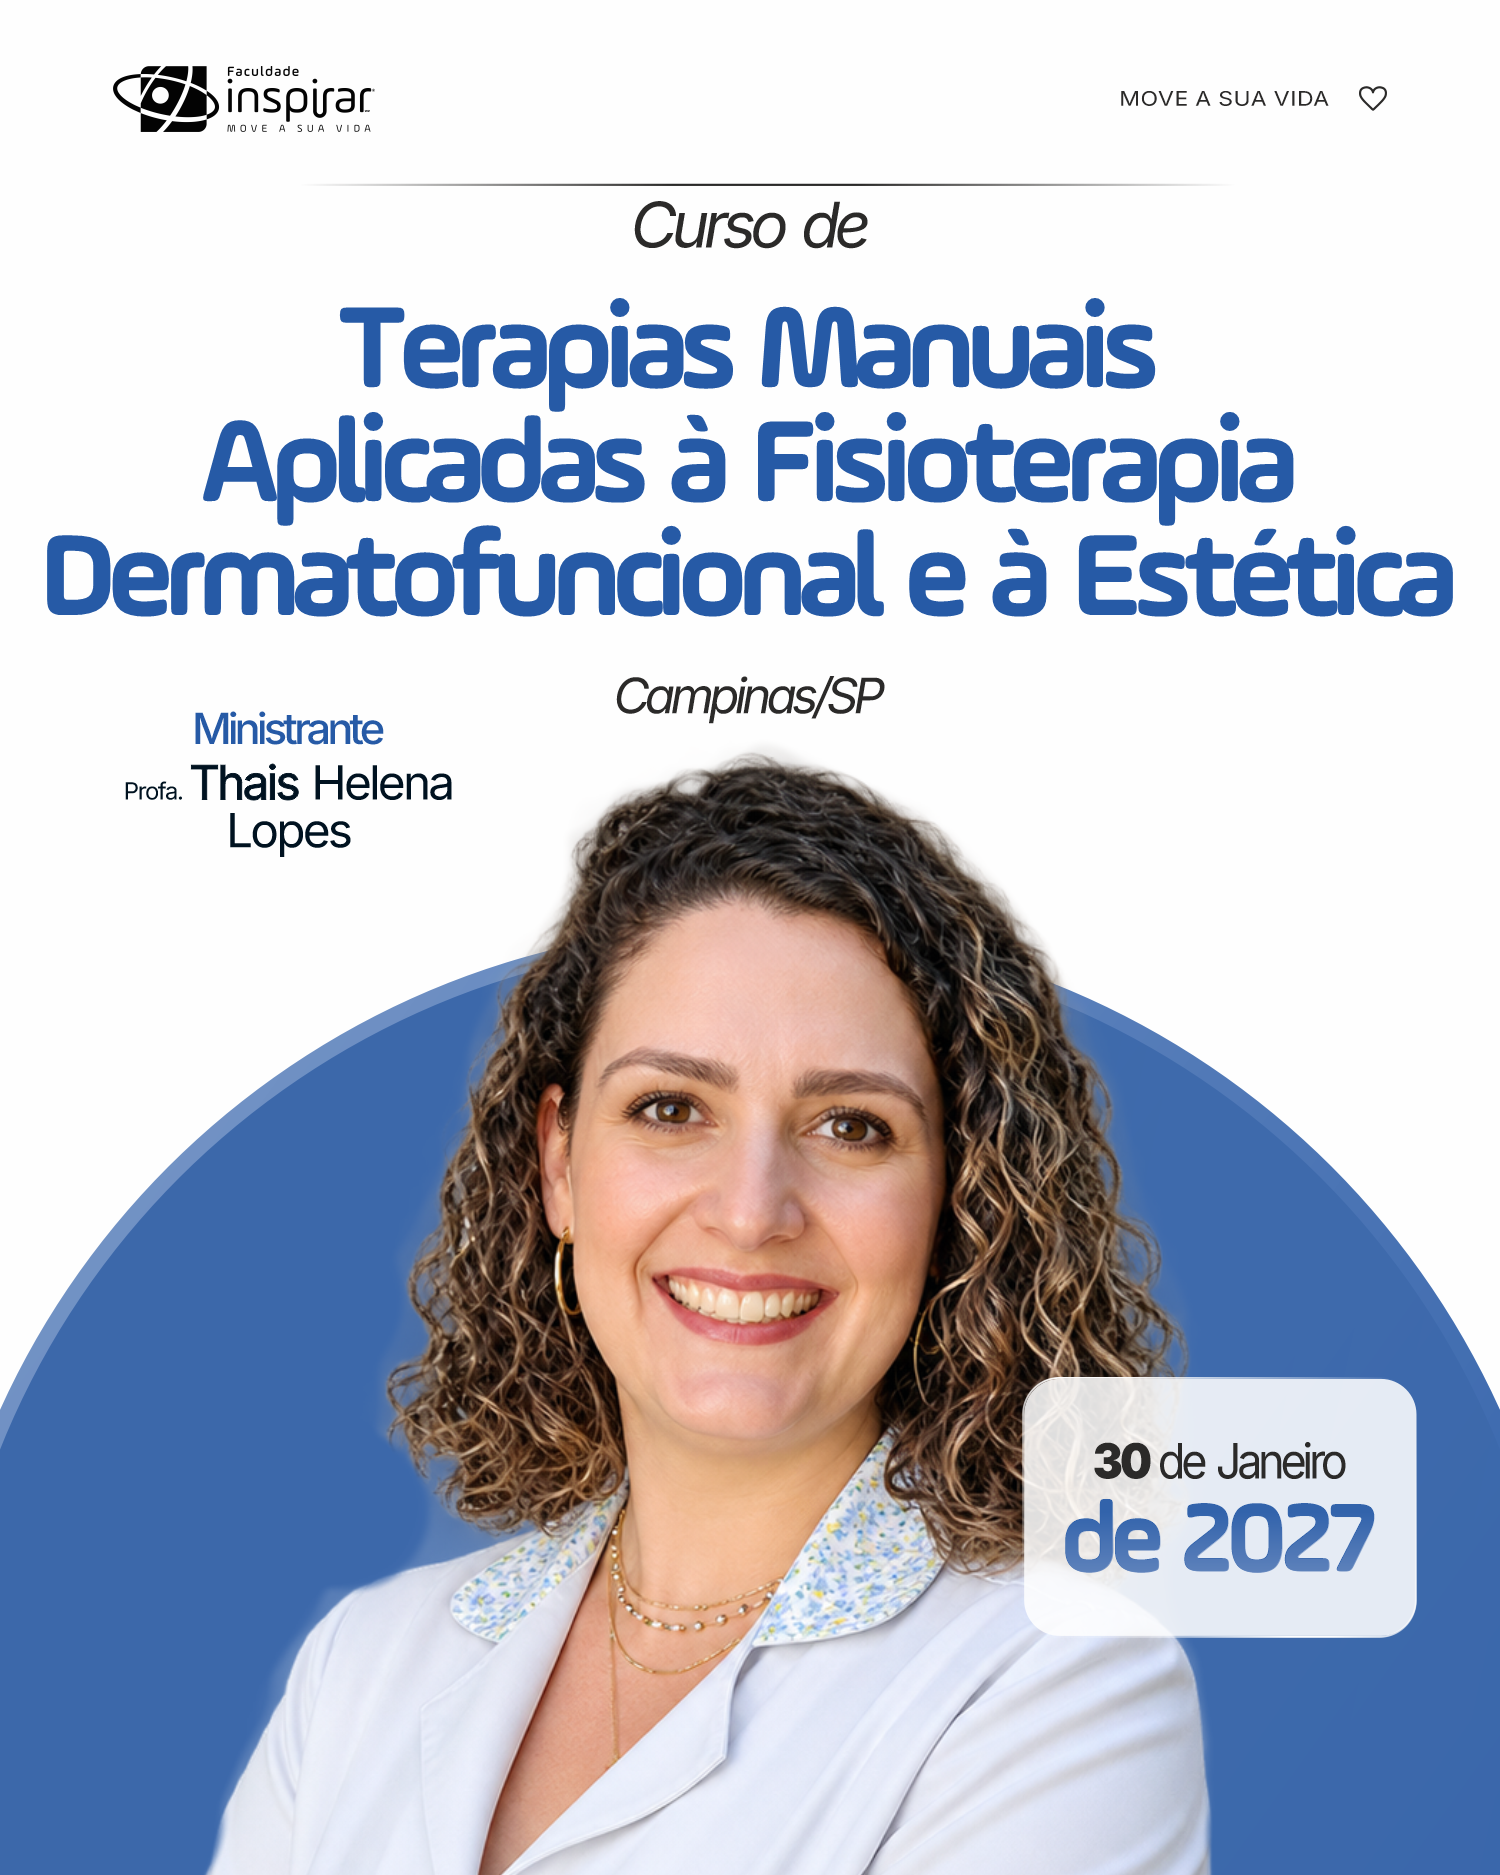 Faculdade
inspirar
MOVE A SUA VIDA
MOVE A SUA VIDA
Curso de
Terapias Manuais
Aplicadas à Fisioterapia
Dermatofuncional e à Estética
Campinas/SP
Ministrante
Profa. Thais Helena
Lopes
30 de Janeiro
de 2027